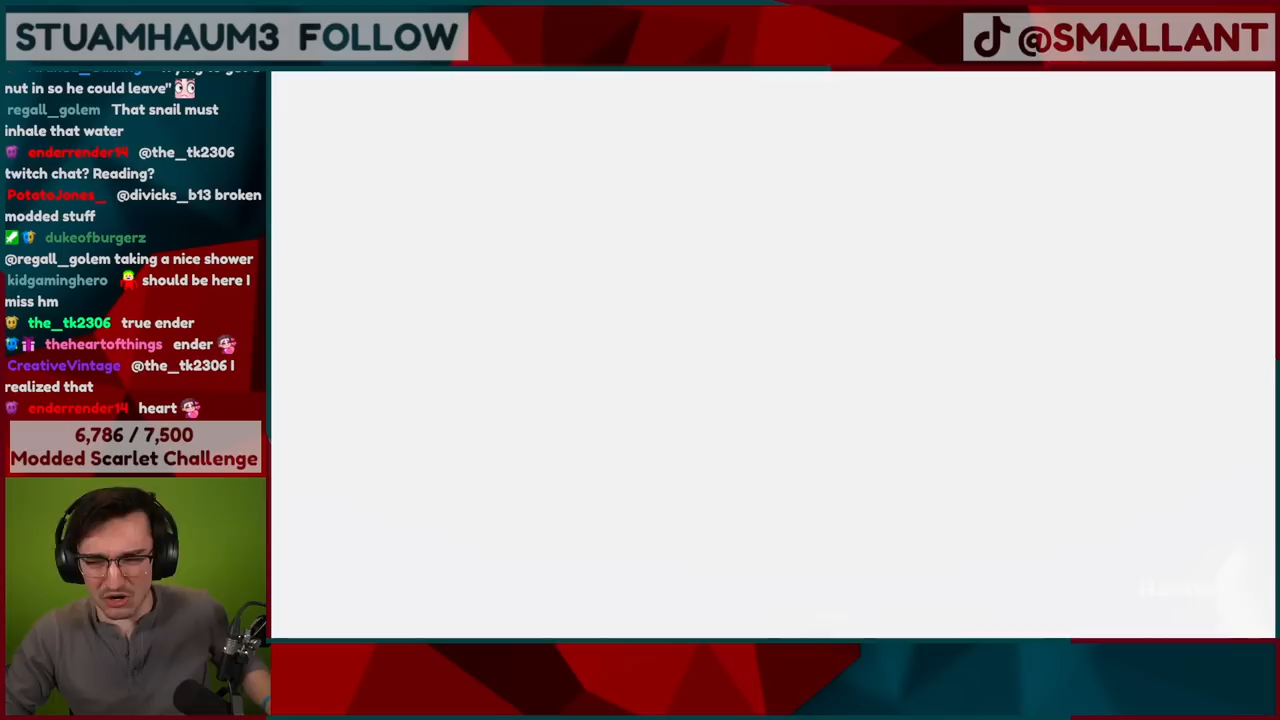 STUAMHAUM3 FOLLOW
@SMALLANT
nut in so he could leave"
regall_golem That snail must
inhale that water
enderrender14 @the_tk2306
twitch chat? Reading?
PotatoJones_ @divicks_b13 broken
modded stuff
dukeofburgerz
@regall_golem taking a nice shower
kidgaminghero should be here I
miss hm
the_tk2306 true ender
theheartofthings ender
CreativeVintage @the_tk2306 I
realized that
enderrender14 heart
6,786 / 7,500
Modded Scarlet Challenge